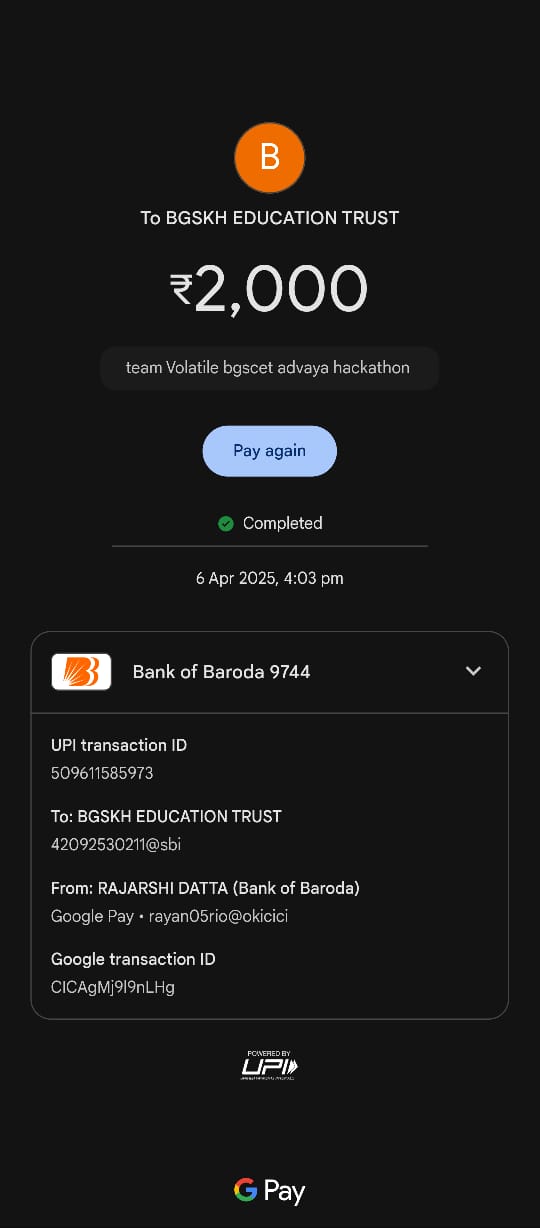 B
To BGSKH EDUCATION TRUST
₹2,000
team Volatile bgscet advaya hackathon
Pay again
Completed
6 Apr 2025, 4:03 pm
Bank of Baroda 9744
UPI transaction ID
509611585973
To: BGSKH EDUCATION TRUST
42092530211@sbi
From: RAJARSHI DATTA (Bank of Baroda)
Google Pay • rayan05rio@okicici
Google transaction ID
CICAgMj9l9nLHg
POWERED BY
UPI
G Pay